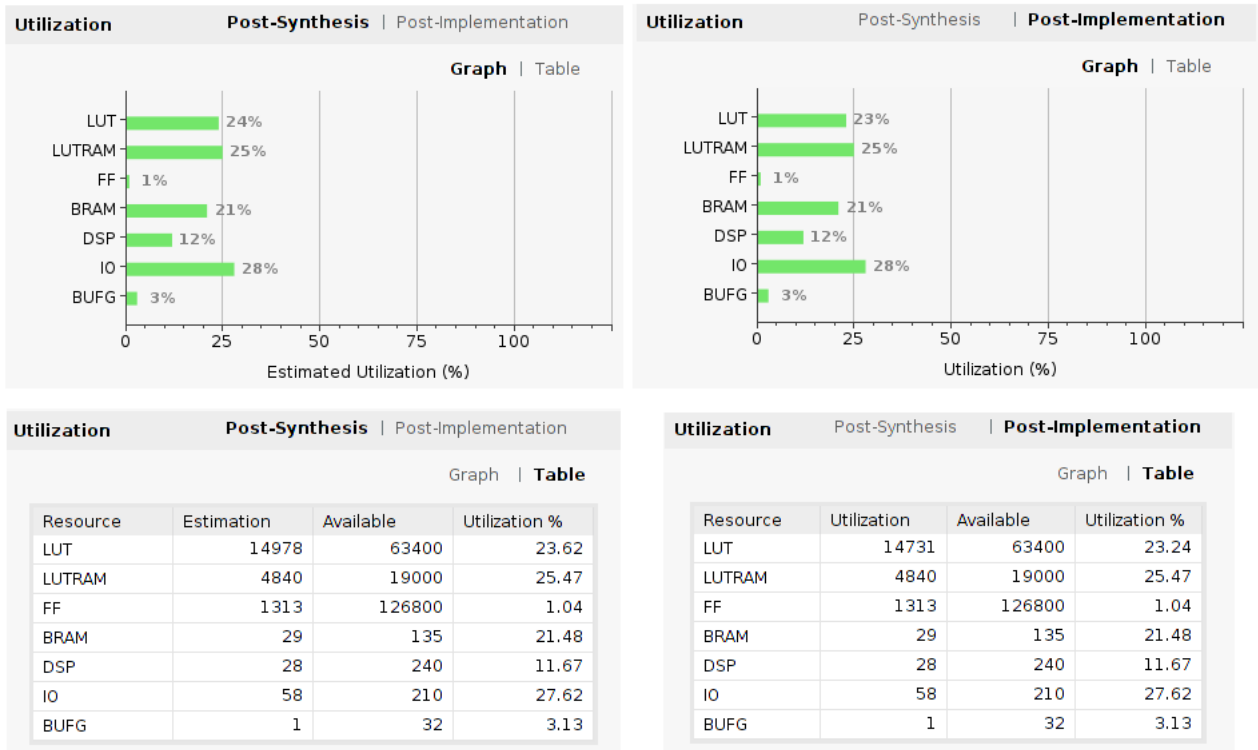 Utilization Post-Synthesis | Post-Implementation
Graph | Table
LUT 24%
LUTRAM 25%
FF 1%
BRAM 21%
DSP 12%
IO 28%
BUFG 3%
0 25 50 75 100
Estimated Utilization (%)
Utilization Post-Synthesis | Post-Implementation
Graph | Table
LUT 23%
LUTRAM 25%
FF 1%
BRAM 21%
DSP 12%
IO 28%
BUFG 3%
0 25 50 75 100
Utilization (%)
Utilization Post-Synthesis | Post-Implementation
Graph | Table
Resource Estimation Available Utilization %
LUT 14978 63400 23.62
LUTRAM 4840 19000 25.47
FF 1313 126800 1.04
BRAM 29 135 21.48
DSP 28 240 11.67
IO 58 210 27.62
BUFG 1 32 3.13
Utilization Post-Synthesis | Post-Implementation
Graph | Table
Resource Utilization Available Utilization %
LUT 14731 63400 23.24
LUTRAM 4840 19000 25.47
FF 1313 126800 1.04
BRAM 29 135 21.48
DSP 28 240 11.67
IO 58 210 27.62
BUFG 1 32 3.13